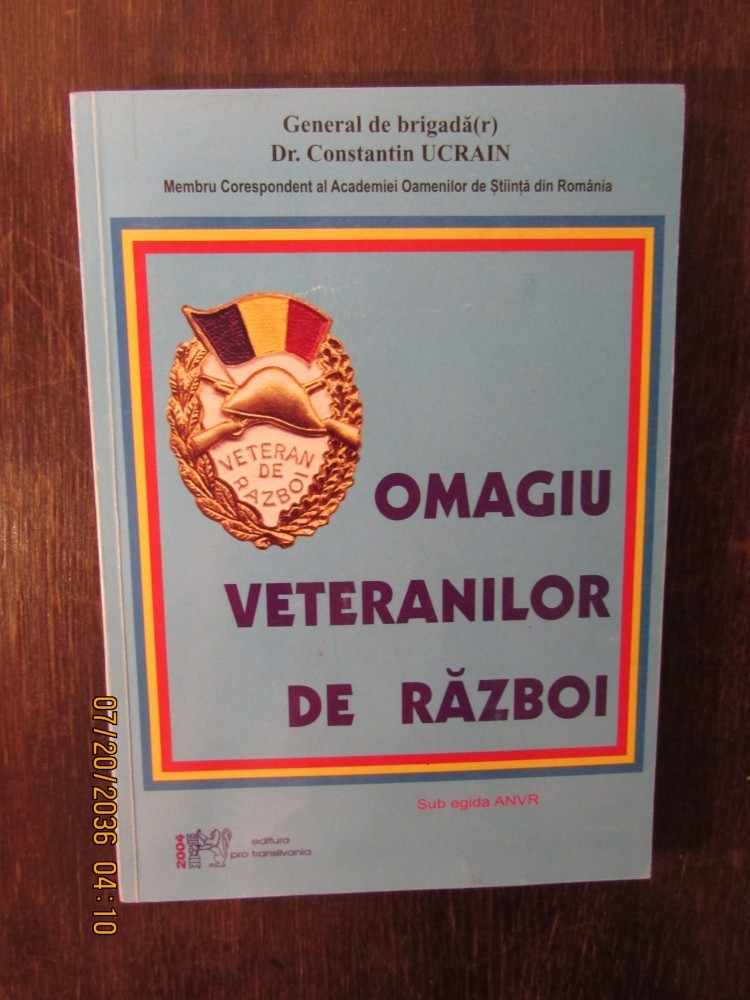 General de brigadă(r)
Dr. Constantin UCRAIN
Membru Corespondent al Academiei Oamenilor de Știință din România
VETERAN
DE
RAZBOI
OMAGIU
VETERANILOR
DE RĂZBOI
Sub egida ANVR
2004
editura
pro transilvania
07/20/2036 04:10